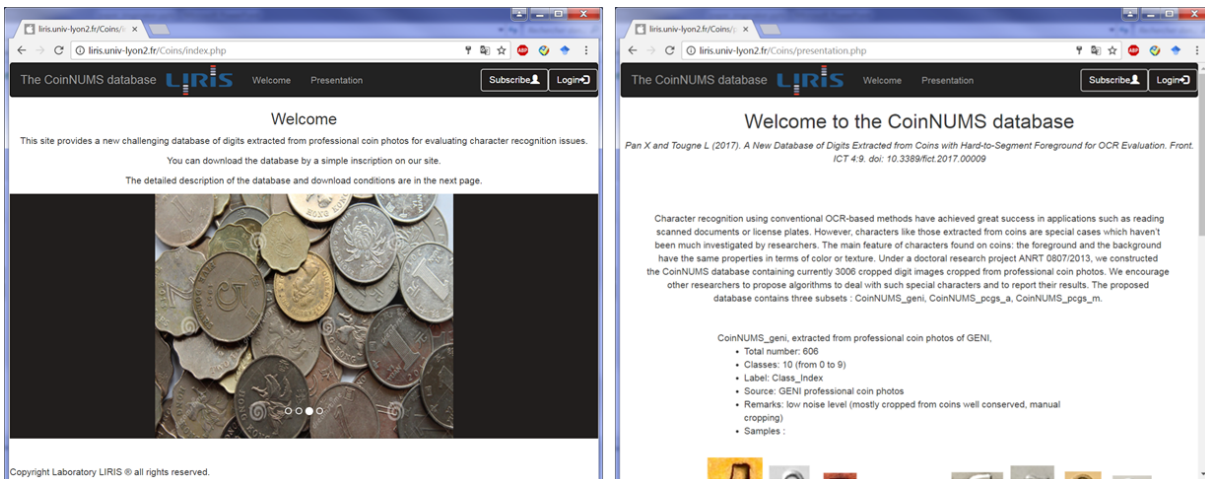 liris.univ-lyon2.fr/Coins/
liris.univ-lyon2.fr/Coins/index.php
ABP
The CoinNUMS database LIRIS Welcome Presentation Subscribe Login
Welcome
This site provides a new challenging database of digits extracted from professional coin photos for evaluating character recognition issues.
You can download the database by a simple inscription on our site.
The detailed description of the database and download conditions are in the next page.
HONG KONG
5
1
Copyright Laboratory LIRIS ® all rights reserved.
liris.univ-lyon2.fr/Coins/
liris.univ-lyon2.fr/Coins/presentation.php
ABP
The CoinNUMS database LIRIS Welcome Presentation Subscribe Login
Welcome to the CoinNUMS database
Pan X and Tougne L (2017). A New Database of Digits Extracted from Coins with Hard-to-Segment Foreground for OCR Evaluation. Front.
ICT 4:9. doi: 10.3389/fict.2017.00009
Character recognition using conventional OCR-based methods have achieved great success in applications such as reading
scanned documents or license plates. However, characters like those extracted from coins are special cases which haven't
been much investigated by researchers. The main feature of characters found on coins: the foreground and the background
have the same properties in terms of color or texture. Under a doctoral research project ANRT 0807/2013, we constructed
the CoinNUMS database containing currently 3006 cropped digit images cropped from professional coin photos. We encourage
other researchers to propose algorithms to deal with such special characters and to report their results. The proposed
database contains three subsets : CoinNUMS_geni, CoinNUMS_pcgs_a, CoinNUMS_pcgs_m.
CoinNUMS_geni, extracted from professional coin photos of GENI,
• Total number: 606
• Classes: 10 (from 0 to 9)
• Label: Class_Index
• Source: GENI professional coin photos
• Remarks: low noise level (mostly cropped from coins well conserved, manual
cropping)
• Samples :